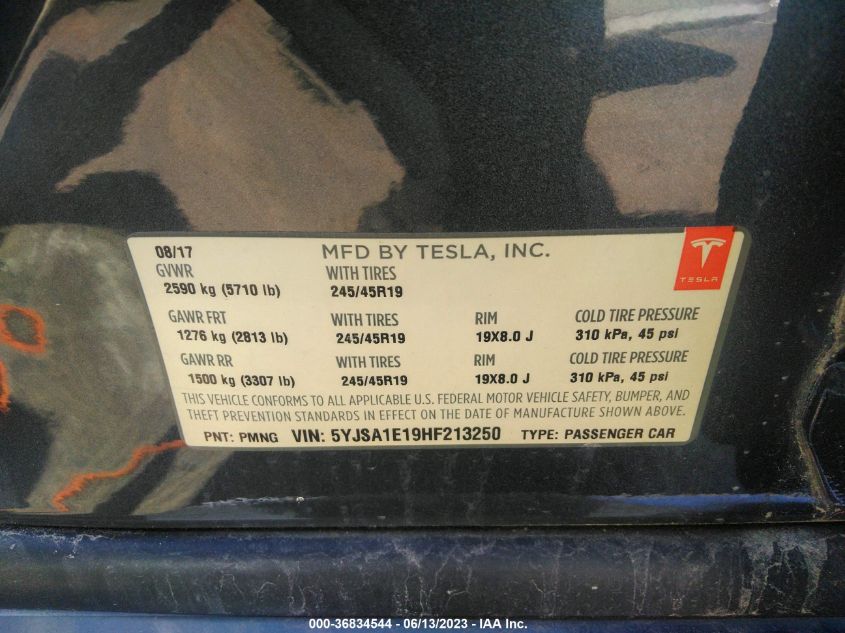 08/17 MFD BY TESLA, INC.
GVWR WITH TIRES
2590 kg (5710 lb) 245/45R19
TESLA
GAWR FRT WITH TIRES RIM COLD TIRE PRESSURE
1276 kg (2813 lb) 245/45R19 19X8.0 J 310 kPa, 45 psi
GAWR RR WITH TIRES RIM COLD TIRE PRESSURE
1500 kg (3307 lb) 245/45R19 19X8.0 J 310 kPa, 45 psi
THIS VEHICLE CONFORMS TO ALL APPLICABLE U.S. FEDERAL MOTOR VEHICLE SAFETY, BUMPER, AND
THEFT PREVENTION STANDARDS IN EFFECT ON THE DATE OF MANUFACTURE SHOWN ABOVE.
PNT: PMNG VIN: 5YJSA1E19HF213250 TYPE: PASSENGER CAR
000-36834544 - 06/13/2023 - IAA Inc.